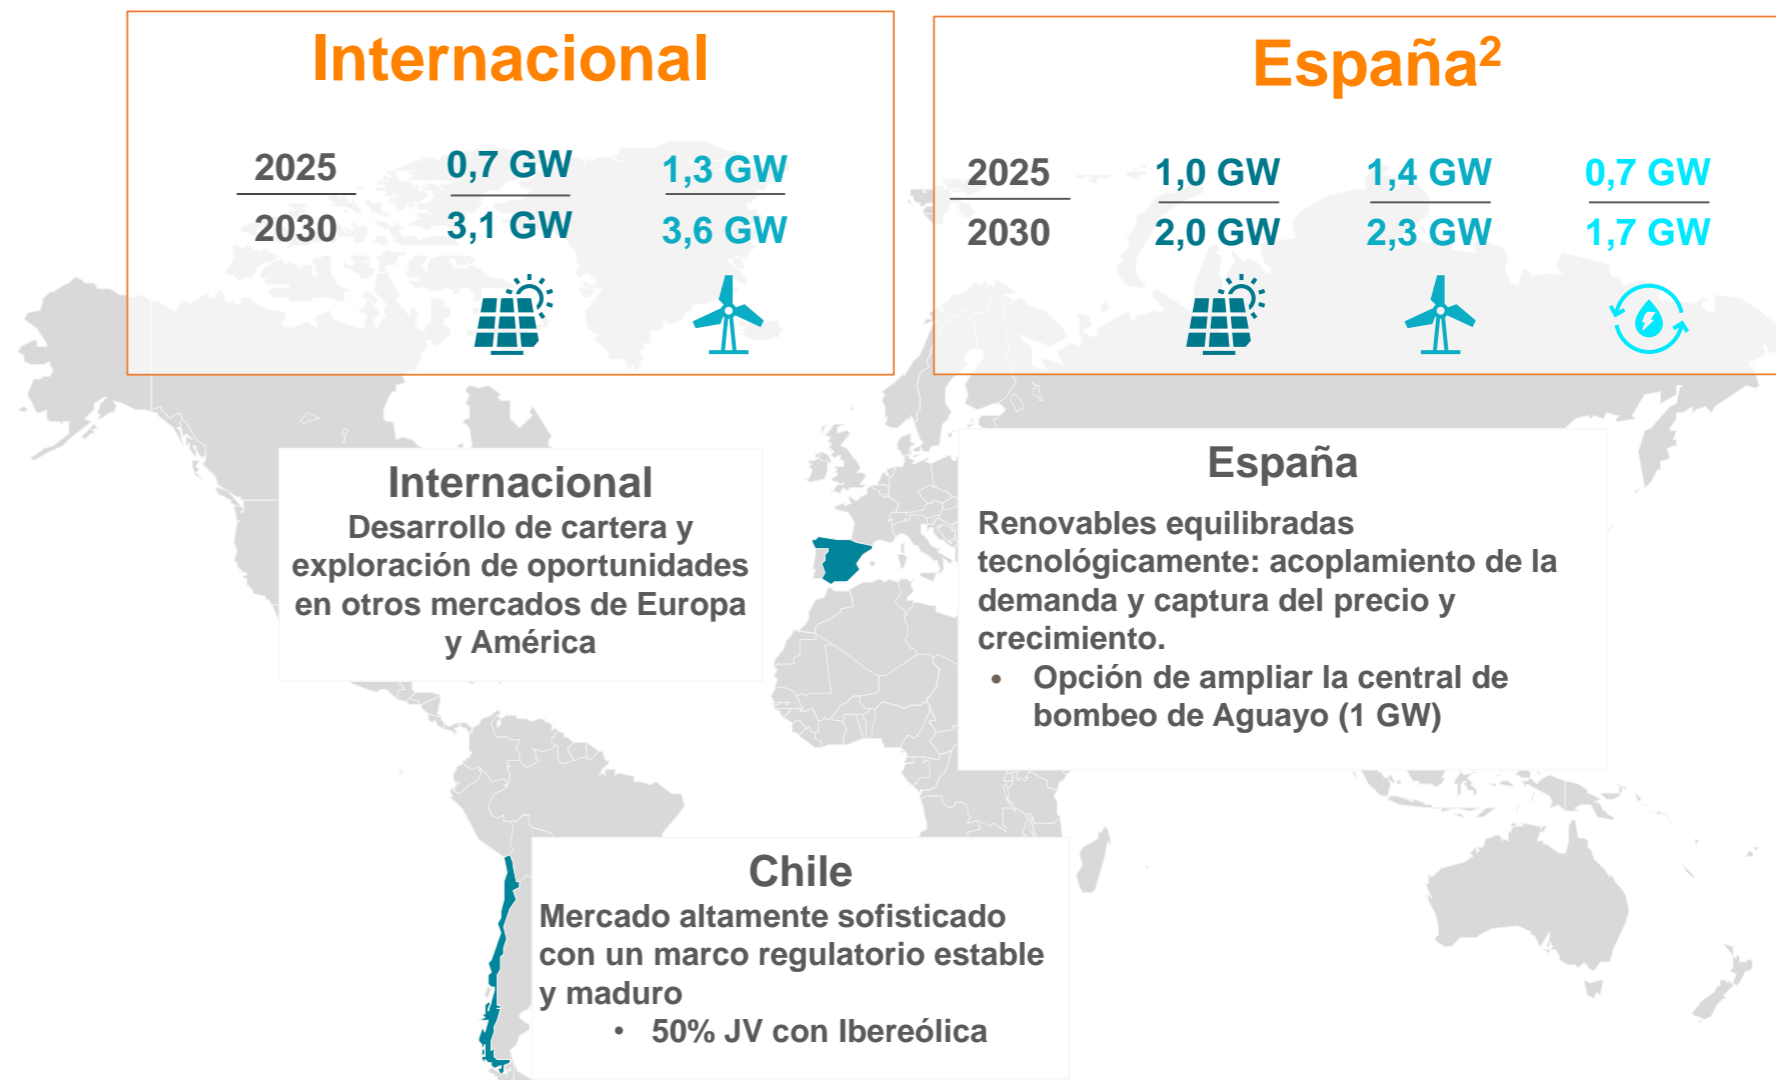 Internacional
2025 0,7 GW 1,3 GW
2030 3,1 GW 3,6 GW
España²
2025 1,0 GW 1,4 GW 0,7 GW
2030 2,0 GW 2,3 GW 1,7 GW
Internacional
Desarrollo de cartera y
exploración de oportunidades
en otros mercados de Europa
y América
España
Renovables equilibradas
tecnológicamente: acoplamiento de la
demanda y captura del precio y
crecimiento.
• Opción de ampliar la central de
bombeo de Aguayo (1 GW)
Chile
Mercado altamente sofisticado
con un marco regulatorio estable
y maduro
• 50% JV con Ibereólica